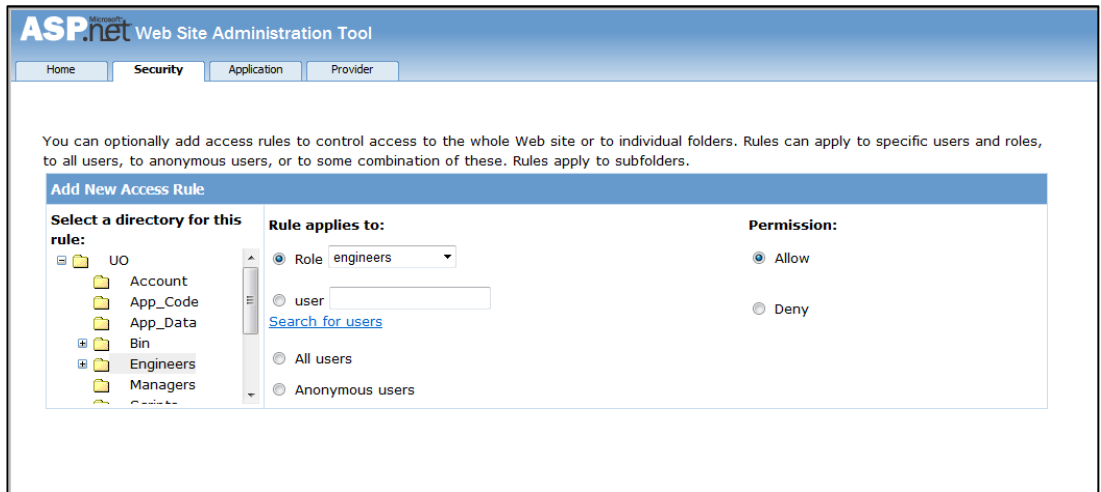 ASP.net Microsoft Web Site Administration Tool
Home Security Application Provider
You can optionally add access rules to control access to the whole Web site or to individual folders. Rules can apply to specific users and roles,
to all users, to anonymous users, or to some combination of these. Rules apply to subfolders.
Add New Access Rule
Select a directory for this
rule:
UO
Account
App_Code
App_Data
Bin
Engineers
Managers
Scripts
Rule applies to:
Role engineers
user
Search for users
All users
Anonymous users
Permission:
Allow
Deny